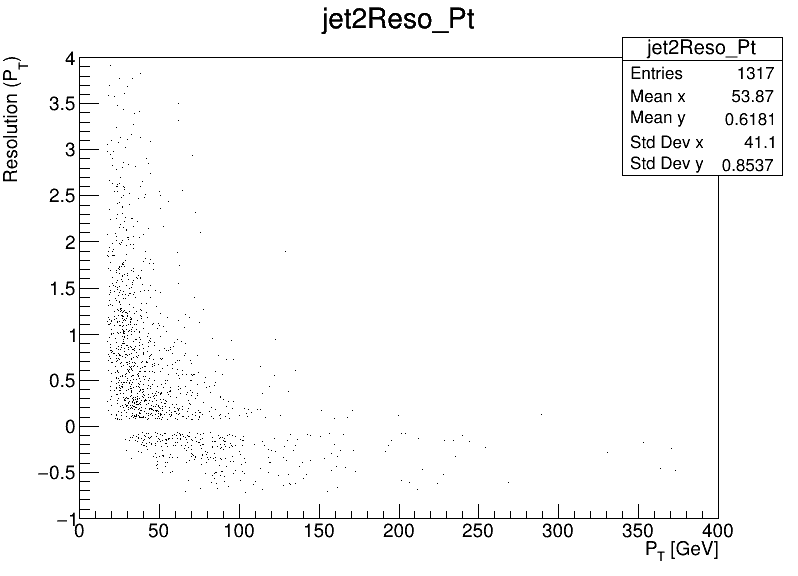 jet2Reso_Pt
jet2Reso_Pt
Entries 1317
Mean x 53.87
Mean y 0.6181
Std Dev x 41.1
Std Dev y 0.8537
Resolution (P_T)
4
3.5
3
2.5
2
1.5
1
0.5
0
−0.5
−1
0 50 100 150 200 250 300 350 400
P_T [GeV]